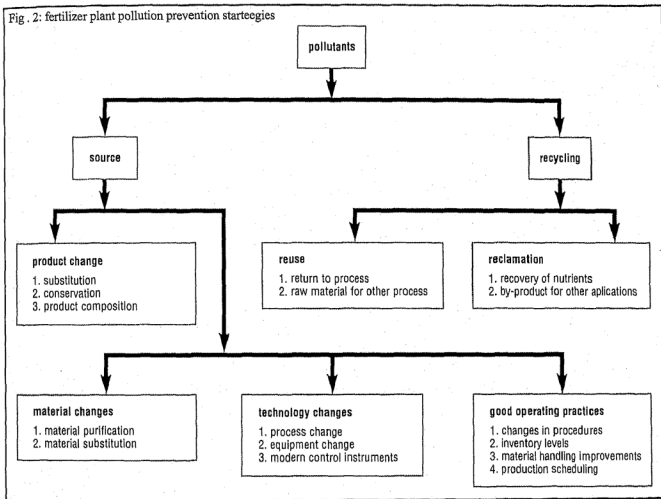 Fig . 2: fertilizer plant pollution prevention starteegies
pollutants
source
recycling
product change
1. substitution
2. conservation
3. product composition
reuse
1. return to process
2. raw material for other process
reclamation
1. recovery of nutrients
2. by-product for other aplications
material changes
1. material purification
2. material substitution
technology changes
1. process change
2. equipment change
3. modern control instruments
good operating practices
1. changes in procedures
2. inventory levels
3. material handling improvements
4. production scheduling